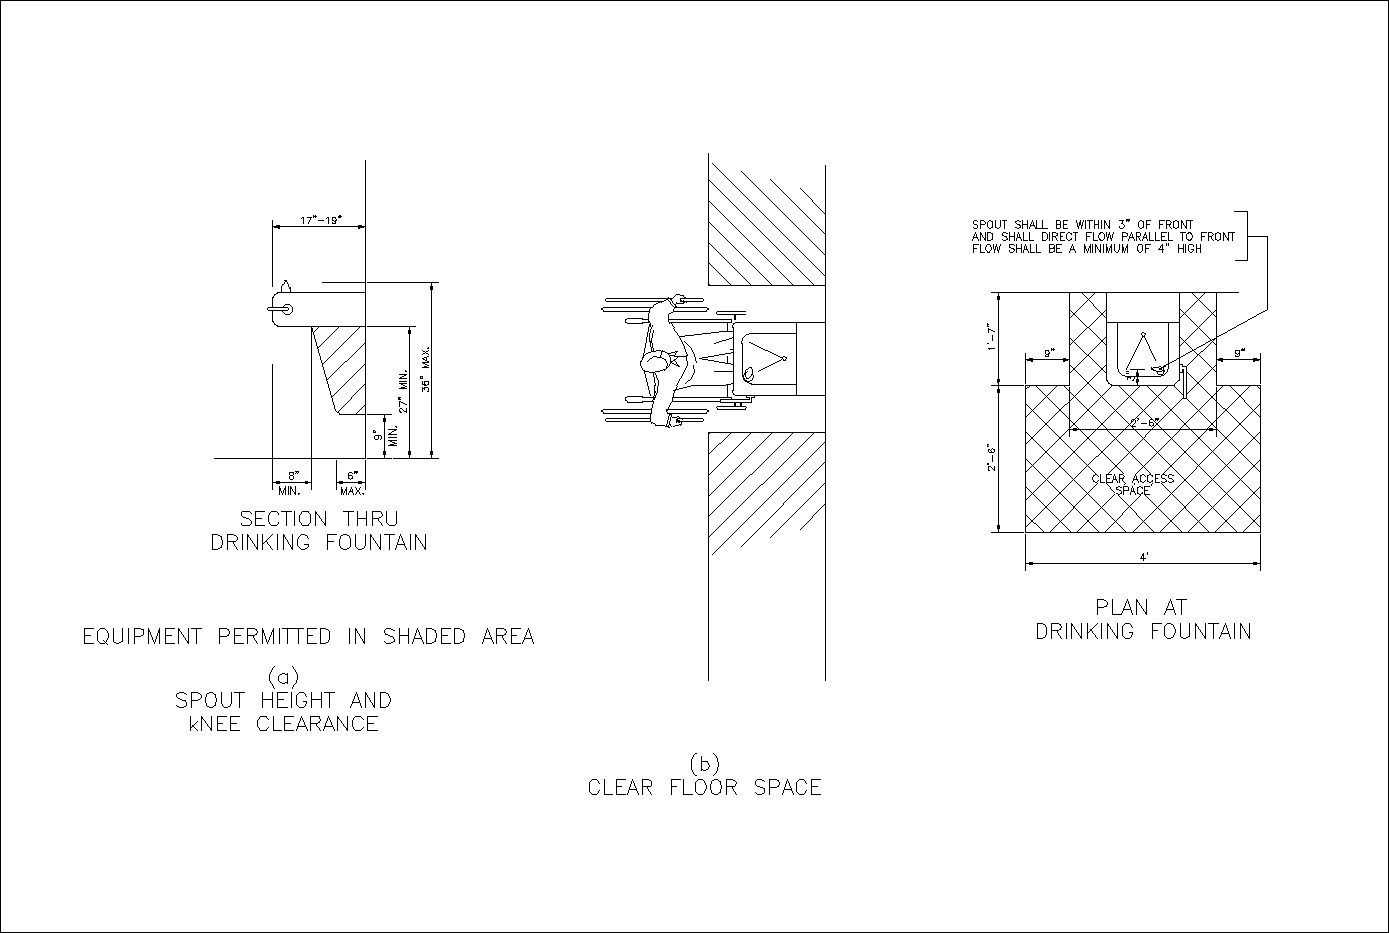 17"-19"
36" MAX.
27" MIN.
9"
MIN.
8"
MIN.
6"
MAX.
SECTION THRU
DRINKING FOUNTAIN
EQUIPMENT PERMITTED IN SHADED AREA
(a)
SPOUT HEIGHT AND
kNEE CLEARANCE
(b)
CLEAR FLOOR SPACE
SPOUT SHALL BE WITHIN 3" OF FRONT
AND SHALL DIRECT FLOW PARALLEL TO FRONT
FLOW SHALL BE A MINIMUM OF 4" HIGH
1'-7"
9"
9"
3"
2'-6"
2'-6"
CLEAR ACCESS
SPACE
4'
PLAN AT
DRINKING FOUNTAIN